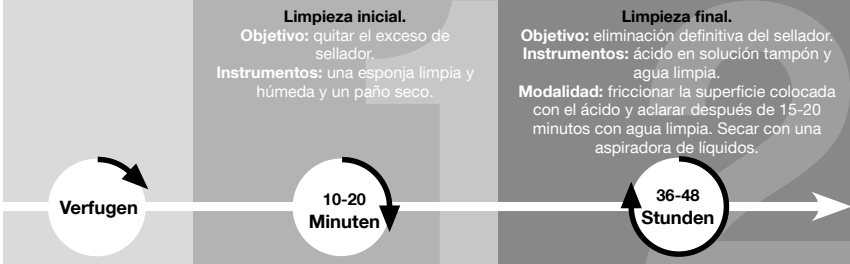 1
Limpieza inicial.
Objetivo: quitar el exceso de
sellador.
Instrumentos: una esponja limpia y
húmeda y un paño seco.
2
Limpieza final.
Objetivo: eliminación definitiva del sellador.
Instrumentos: ácido en solución tampón y
agua limpia.
Modalidad: friccionar la superficie colocada
con el ácido y aclarar después de 15-20
minutos con agua limpia. Secar con una
aspiradora de líquidos.
Verfugen
10-20
Minuten
36-48
Stunden